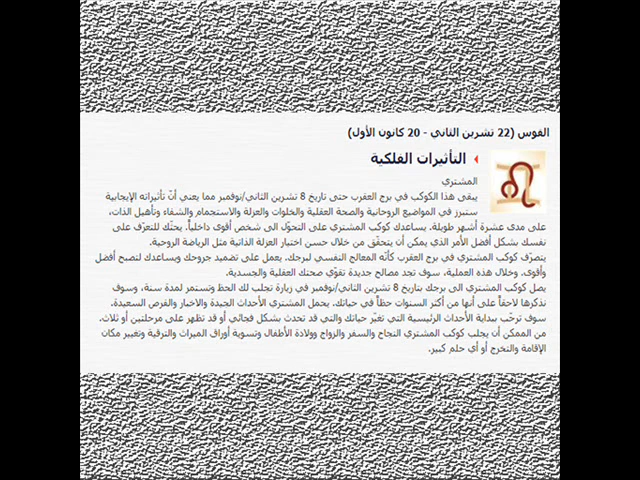 القوس (22 تشرين الثاني - 20 كانون الأول)
التأثيرات الفلكية
المشتري
يبقى هذا الكوكب في برج العقرب حتى تاريخ 8 تشرين الثاني/نوفمبر مما يعني أنّ تأثيراته الإيجابية
ستبرز في المواضيع الروحانية والصحة العقلية والخلوات والعزلة والاستجمام والشفاء وتأهيل الذات،
على مدى عشرة أشهر طويلة. يساعدك كوكب المشتري على التحوّل الى شخص أقوى داخلياً. يحثّك للتعرّف على
نفسك بشكل أفضل الأمر الذي يمكن أن يتحقّق من خلال حسن اختيار العزلة الذاتية مثل الرياضة الروحية.
يتصرّف كوكب المشتري في برج العقرب كأنّه المعالج النفسي لبرجك. يعمل على تضميد جروحك ويساعدك لتصبح أفضل
وأقوى. وخلال هذه العملية، سوف تجد مصالح جديدة تقوّي صحتك العقلية والجسدية.
يصل كوكب المشتري الى برجك بتاريخ 8 تشرين الثاني/نوفمبر في زيارة تجلب لك الحظ وتستمر لمدة سنة، وسوف
تذكرها لاحقاً على أنها من أكثر السنوات حظاً في حياتك. يحمل المشتري الأحداث الجيدة والاخبار والفرص السعيدة.
سوف ترحّب ببداية الأحداث الرئيسية التي تغيّر حياتك والتي قد تحدث بشكل فجائي أو قد تظهر على مرحلتين أو ثلاث.
من الممكن أن يجلب كوكب المشتري النجاح والسفر والزواج وولادة الأطفال وتسوية أوراق الميراث والترقية وتغيير مكان
الإقامة والتخرج أو أي حلم كبير.